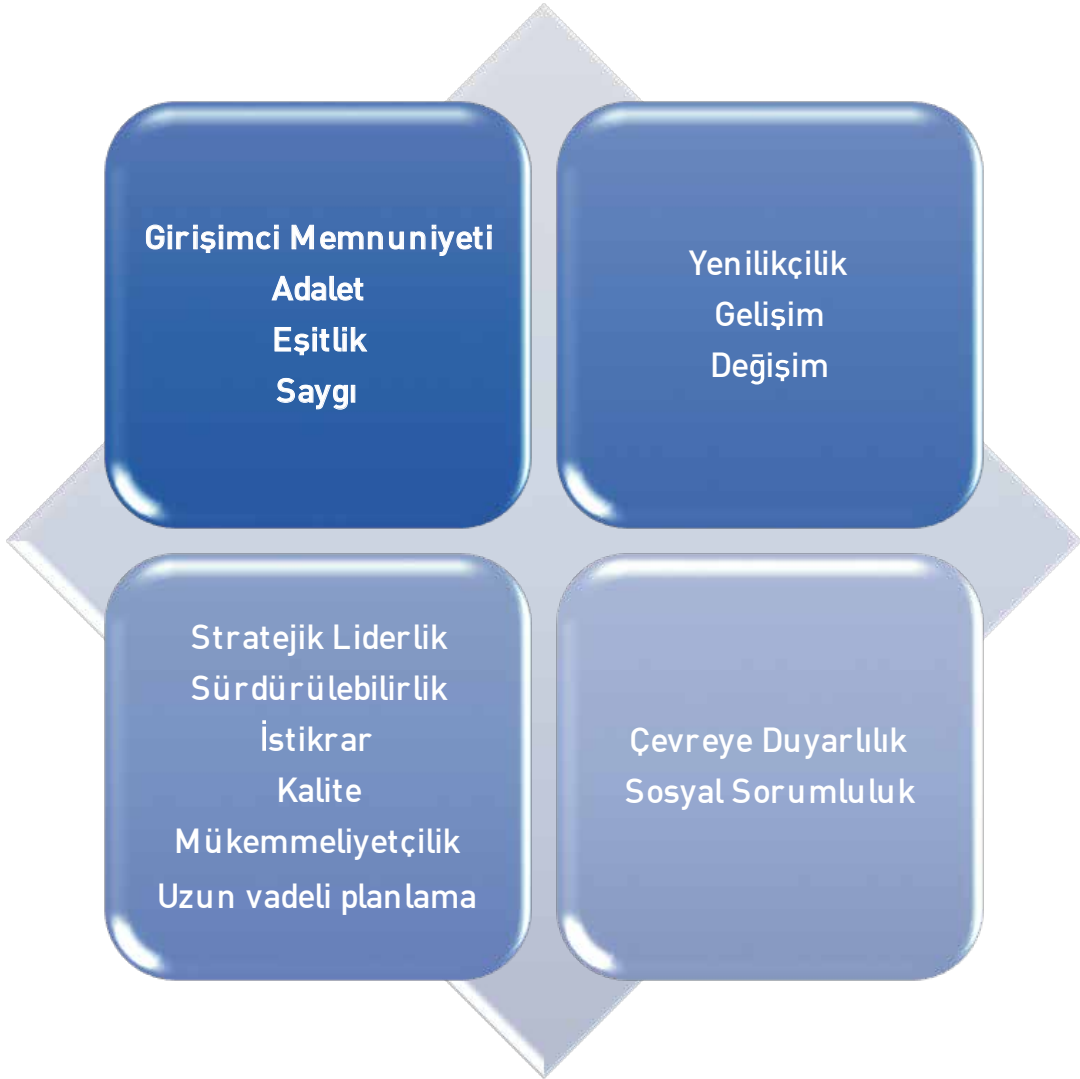 Girişimci Memnuniyeti
Adalet
Eşitlik
Saygı
Yenilikçilik
Gelişim
Değişim
Stratejik Liderlik
Sürdürülebilirlik
İstikrar
Kalite
Mükemmeliyetçilik
Uzun vadeli planlama
Çevreye Duyarlılık
Sosyal Sorumluluk